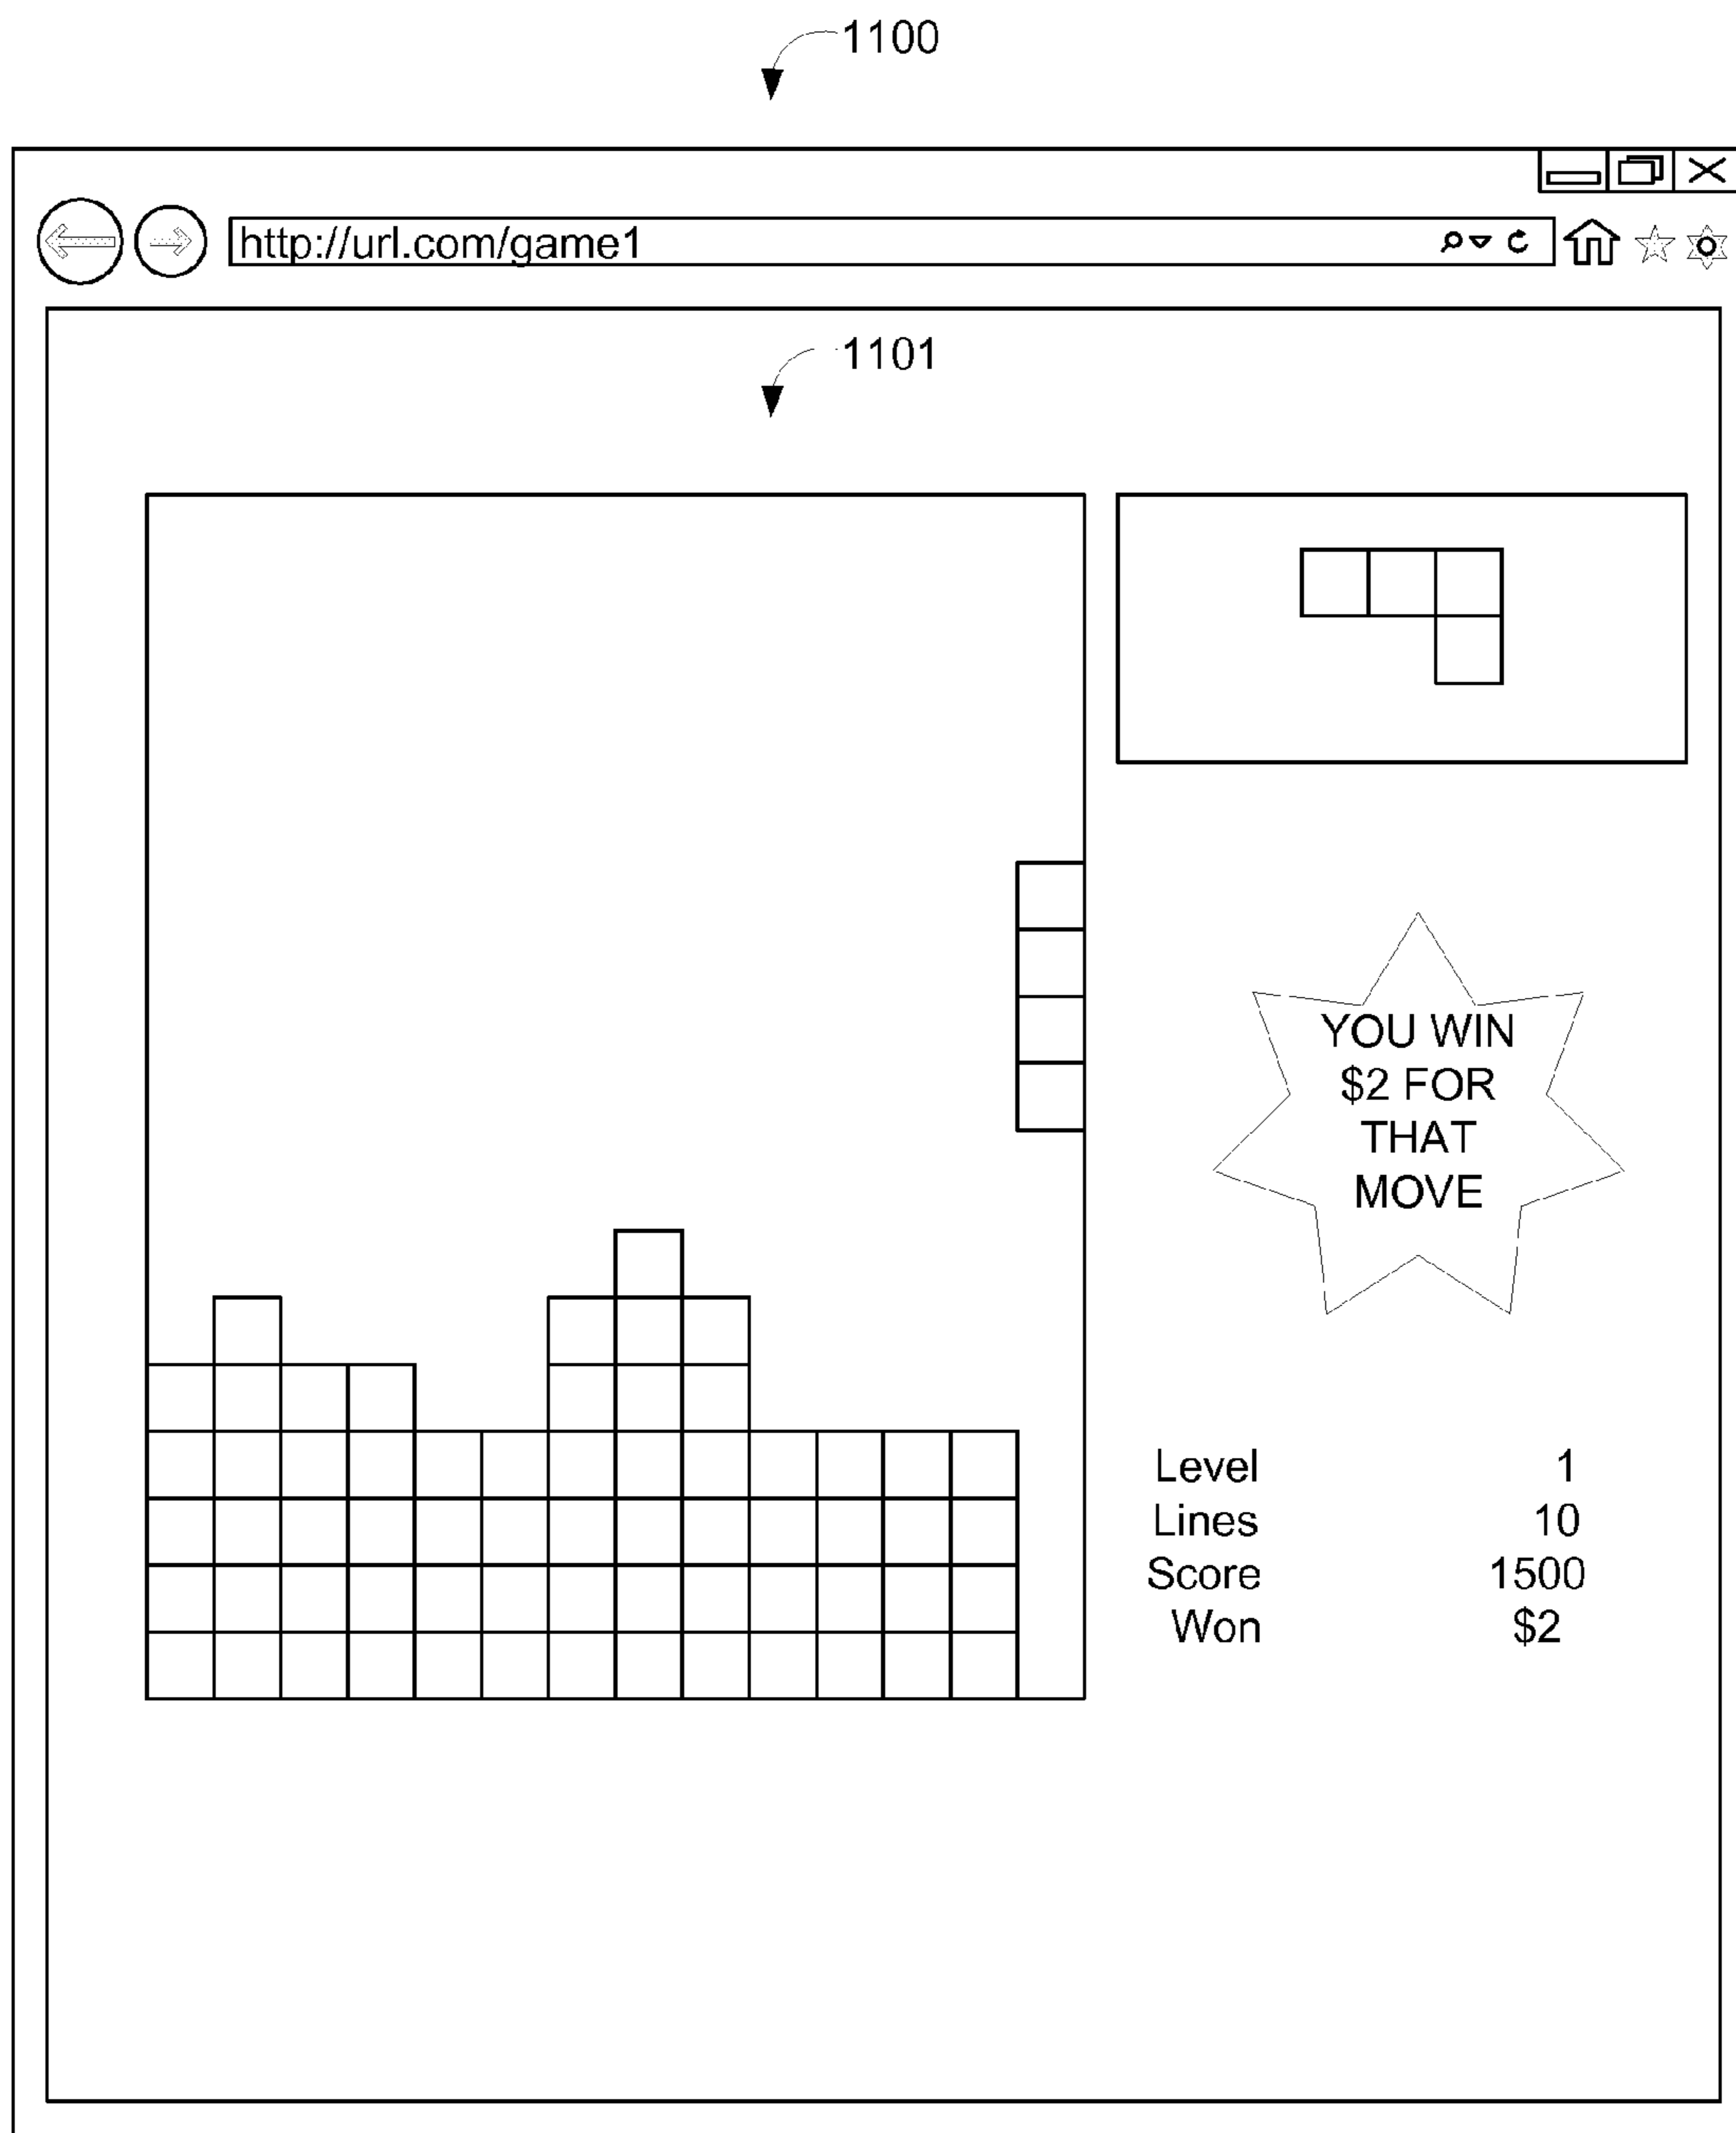 1100
http://url.com/game1
1101
YOU WIN
$2 FOR
THAT
MOVE
Level 1
Lines 10
Score 1500
Won $2